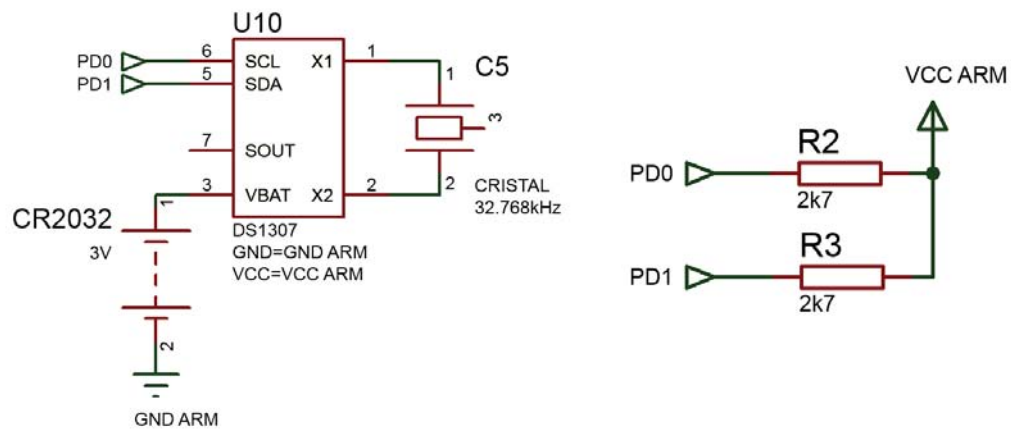 U10
PD0
6
SCL
X1
1
PD1
5
SDA
1
C5
3
7
SOUT
3
VBAT
X2
2
2
1
CR2032
3V
DS1307
GND=GND ARM
VCC=VCC ARM
CRISTAL
32.768kHz
2
GND ARM
VCC ARM
R2
PD0
2k7
R3
PD1
2k7